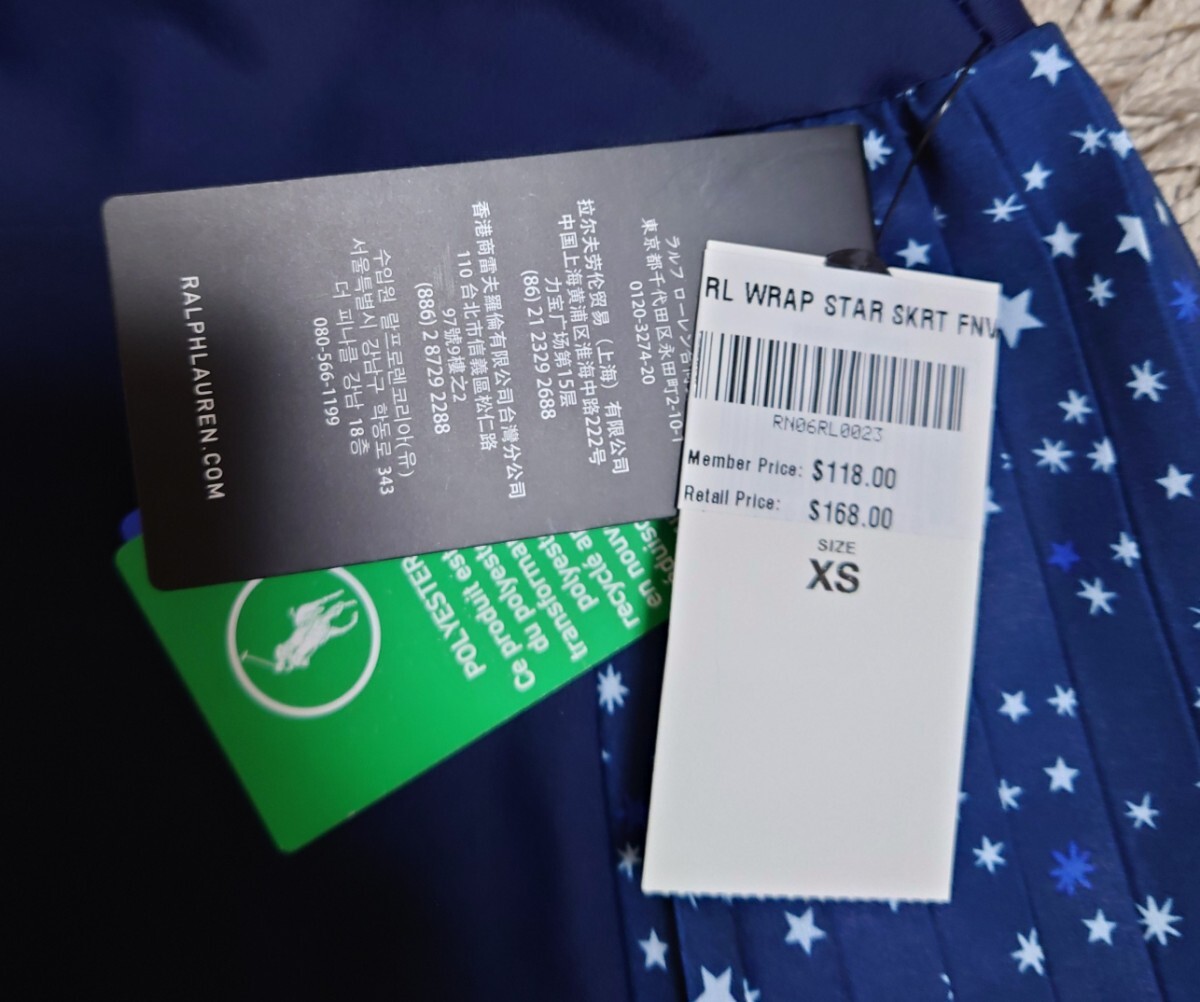 ラルフ ローレン合
東京都千代田区永田町2-10-1
0120-3274-20
拉尔夫劳伦贸易（上海）有限公司
中国上海黄浦区淮海中路222号
力宝广场第15层
(86) 21 2329 2688
香港商雷夫羅倫有限公司台灣分公司
110 台北市信義區松仁路
97號9樓之2
(886) 2 8729 2288
수입원 랄프로렌코리아(유)
서울특별시 강남구 학동로 343
더 피나클 강남 18층
080-566-1199
RALPHLAUREN.COM
RL WRAP STAR SKRT FNV
RN06RL0023
Member Price: $118.00
Retail Price: $168.00
SIZE
XS
POLYESTER
Ce produit est
du polyest
transforma
polyest
recyclé a
en nouv